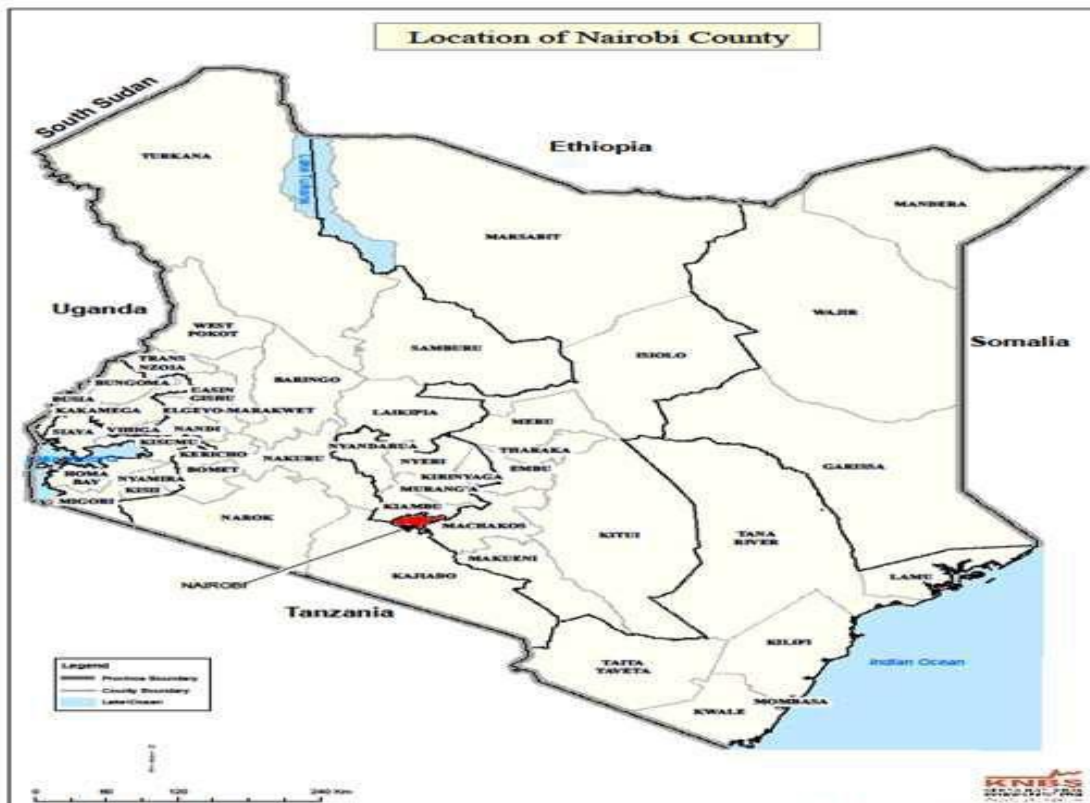 Location of Nairobi County
South Sudan
Ethiopia
TURKANA
Lake Turkana
MANDERA
MARSABIT
Uganda
WAJIR
Somalia
WEST
POKOT
SAMBURU
ISIOLO
TRANS
NZOIA
BUNGOMA
BARINGO
UASIN
GISHU
BUSIA
KAKAMEGA
ELGEYO-MARAKWET
LAIKIPIA
MERU
SIAYA
VIHIGA
NANDI
NYANDARUA
KISUMU
THARAKA
KERICHO
NAKURU
NYERI
EMBU
GARISSA
HOMA
BAY
NYAMIRA
BOMET
KIRINYAGA
KISII
MURANG'A
MIGORI
NAROK
KIAMBU
MACHAKOS
KITUI
TANA
RIVER
MAKUENI
NAIROBI
KAJIADO
LAMU
Tanzania
KILIFI
TAITA
TAVETA
Indian Ocean
MOMBASA
KWALE
Legend
Province Boundary
County Boundary
Lake/Ocean
0 60 120 240 Km
KNBS